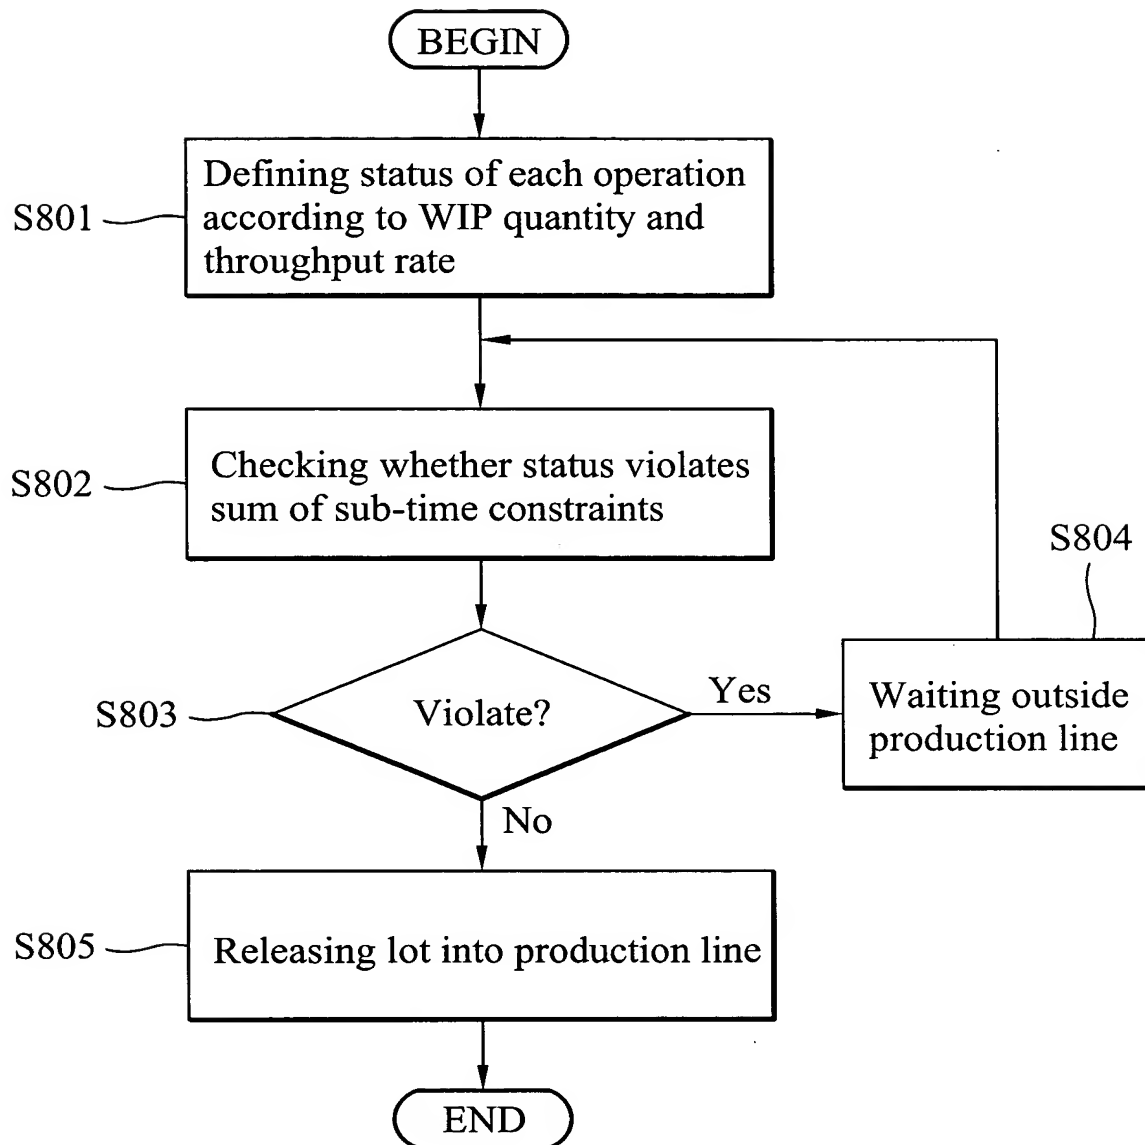 BEGIN
S801
Defining status of each operation
according to WIP quantity and
throughput rate
S802
Checking whether status violates
sum of sub-time constraints
S803
Violate?
Yes
S804
Waiting outside
production line
No
S805
Releasing lot into production line
END